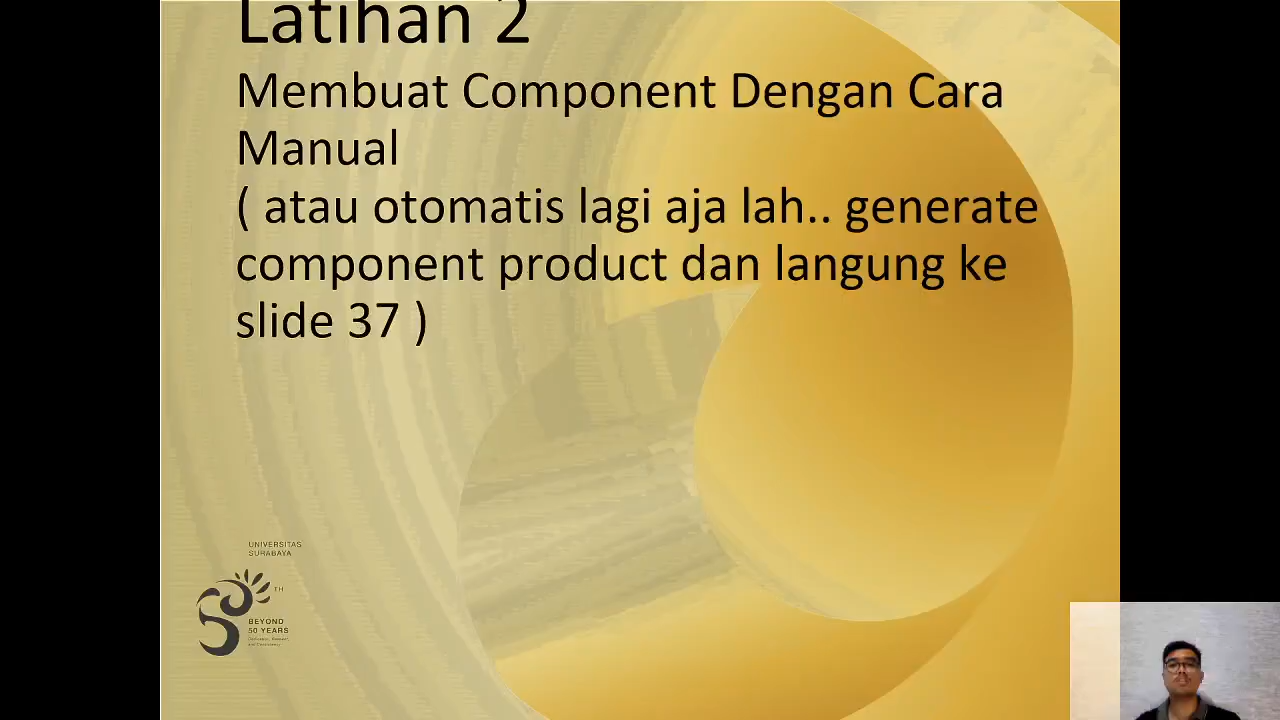 Latihan 2
Membuat Component Dengan Cara
Manual
( atau otomatis lagi aja lah.. generate
component product dan langung ke
slide 37 )
UNIVERSITAS
SURABAYA
TH
BEYOND
50 YEARS